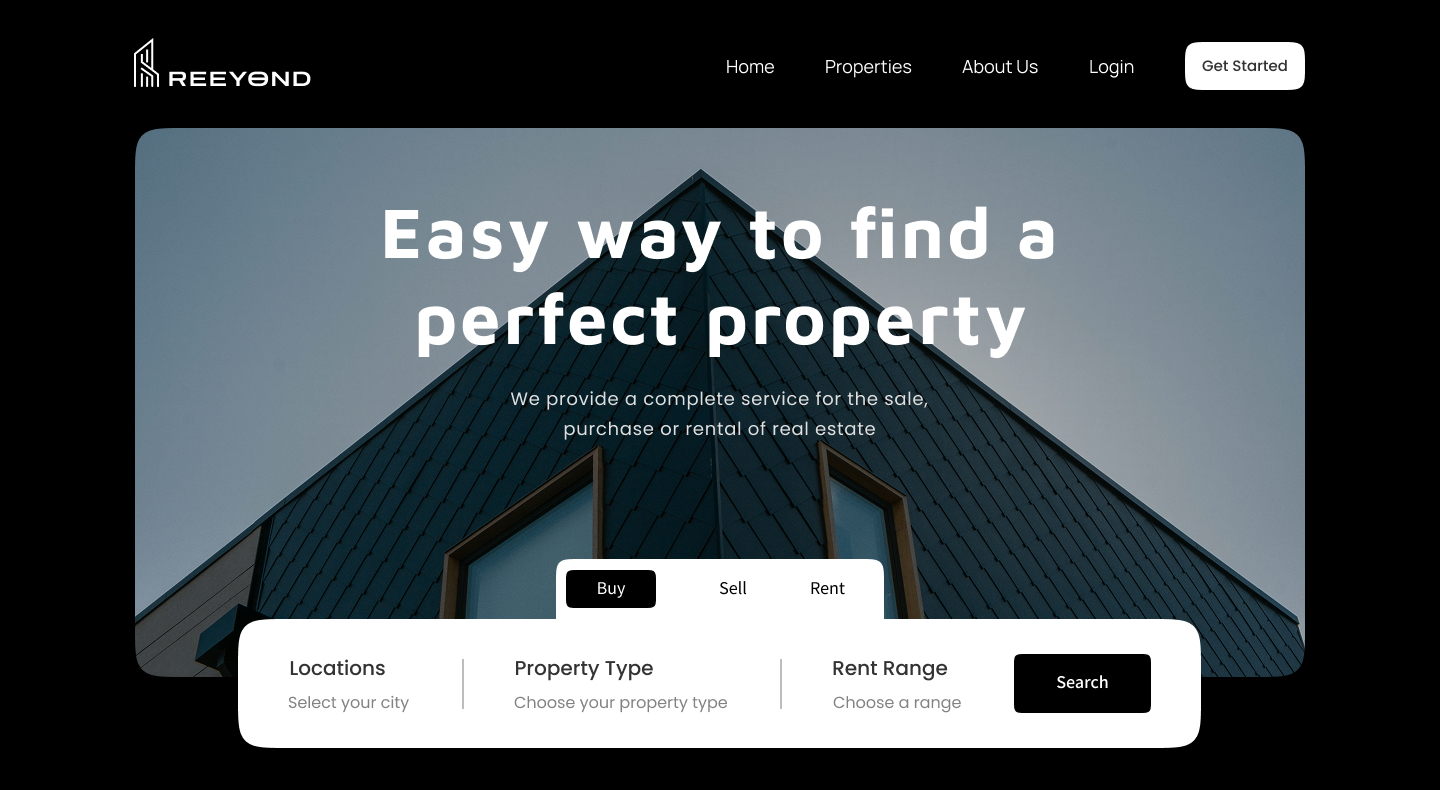 REEYOND
Home Properties About Us Login Get Started
Easy way to find a
perfect property
We provide a complete service for the sale,
purchase or rental of real estate
Buy Sell Rent
Locations Property Type Rent Range
Select your city Choose your property type Choose a range
Search